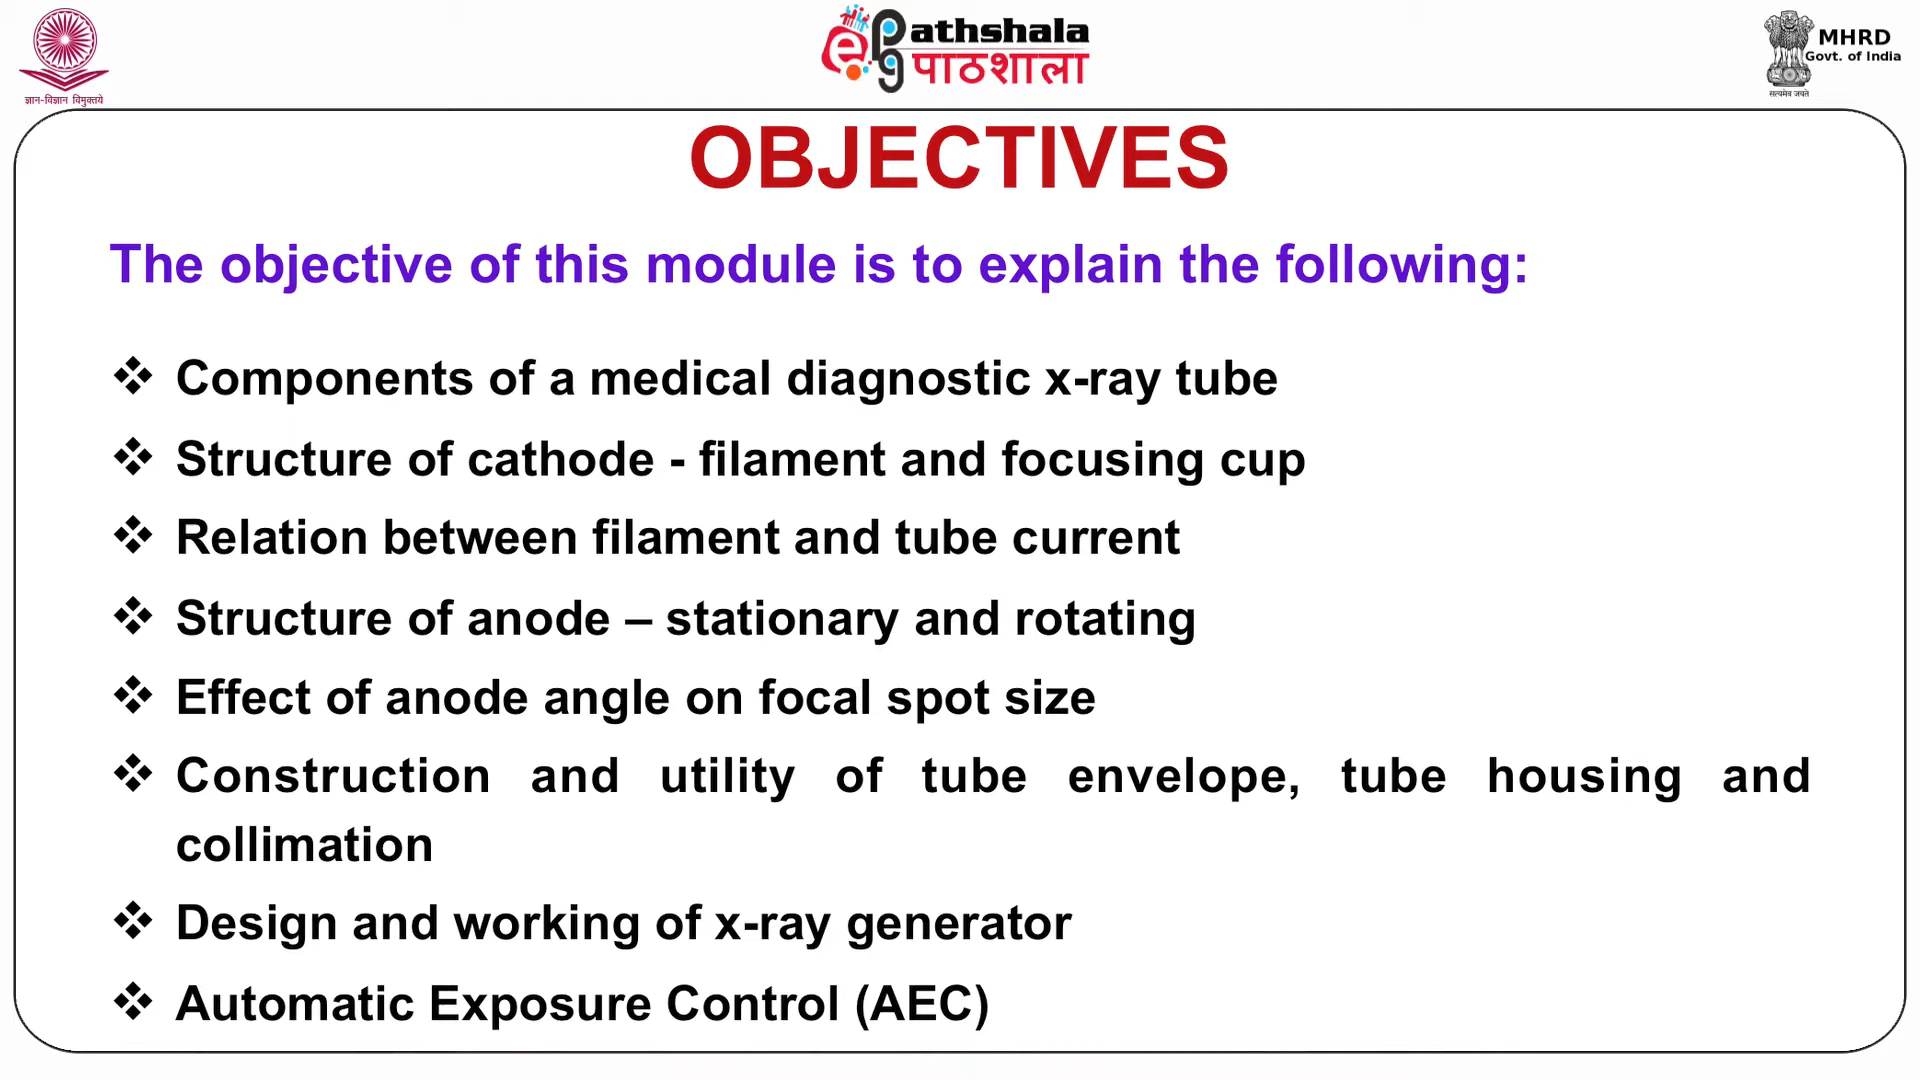 ज्ञान-विज्ञान विमुक्तये
e PG Pathshala
पाठशाला
MHRD
Govt. of India
सत्यमेव जयते
OBJECTIVES
The objective of this module is to explain the following:
❖ Components of a medical diagnostic x-ray tube
❖ Structure of cathode - filament and focusing cup
❖ Relation between filament and tube current
❖ Structure of anode – stationary and rotating
❖ Effect of anode angle on focal spot size
❖ Construction and utility of tube envelope, tube housing and
collimation
❖ Design and working of x-ray generator
❖ Automatic Exposure Control (AEC)